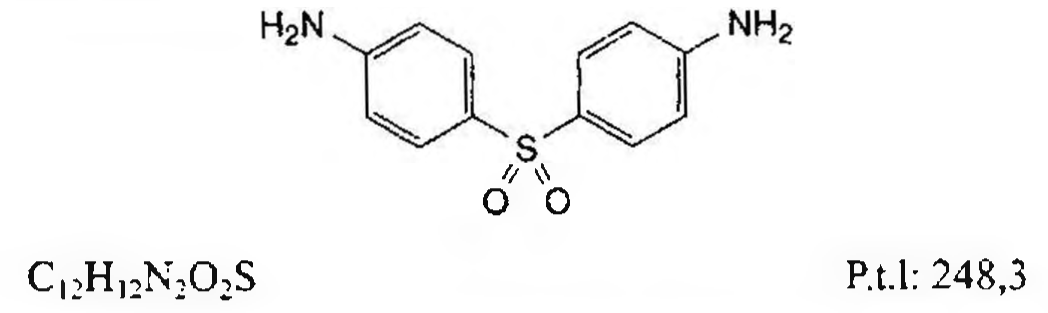 H₂N NH₂
S
O O
C₁₂H₁₂N₂O₂S P.t.l: 248,3